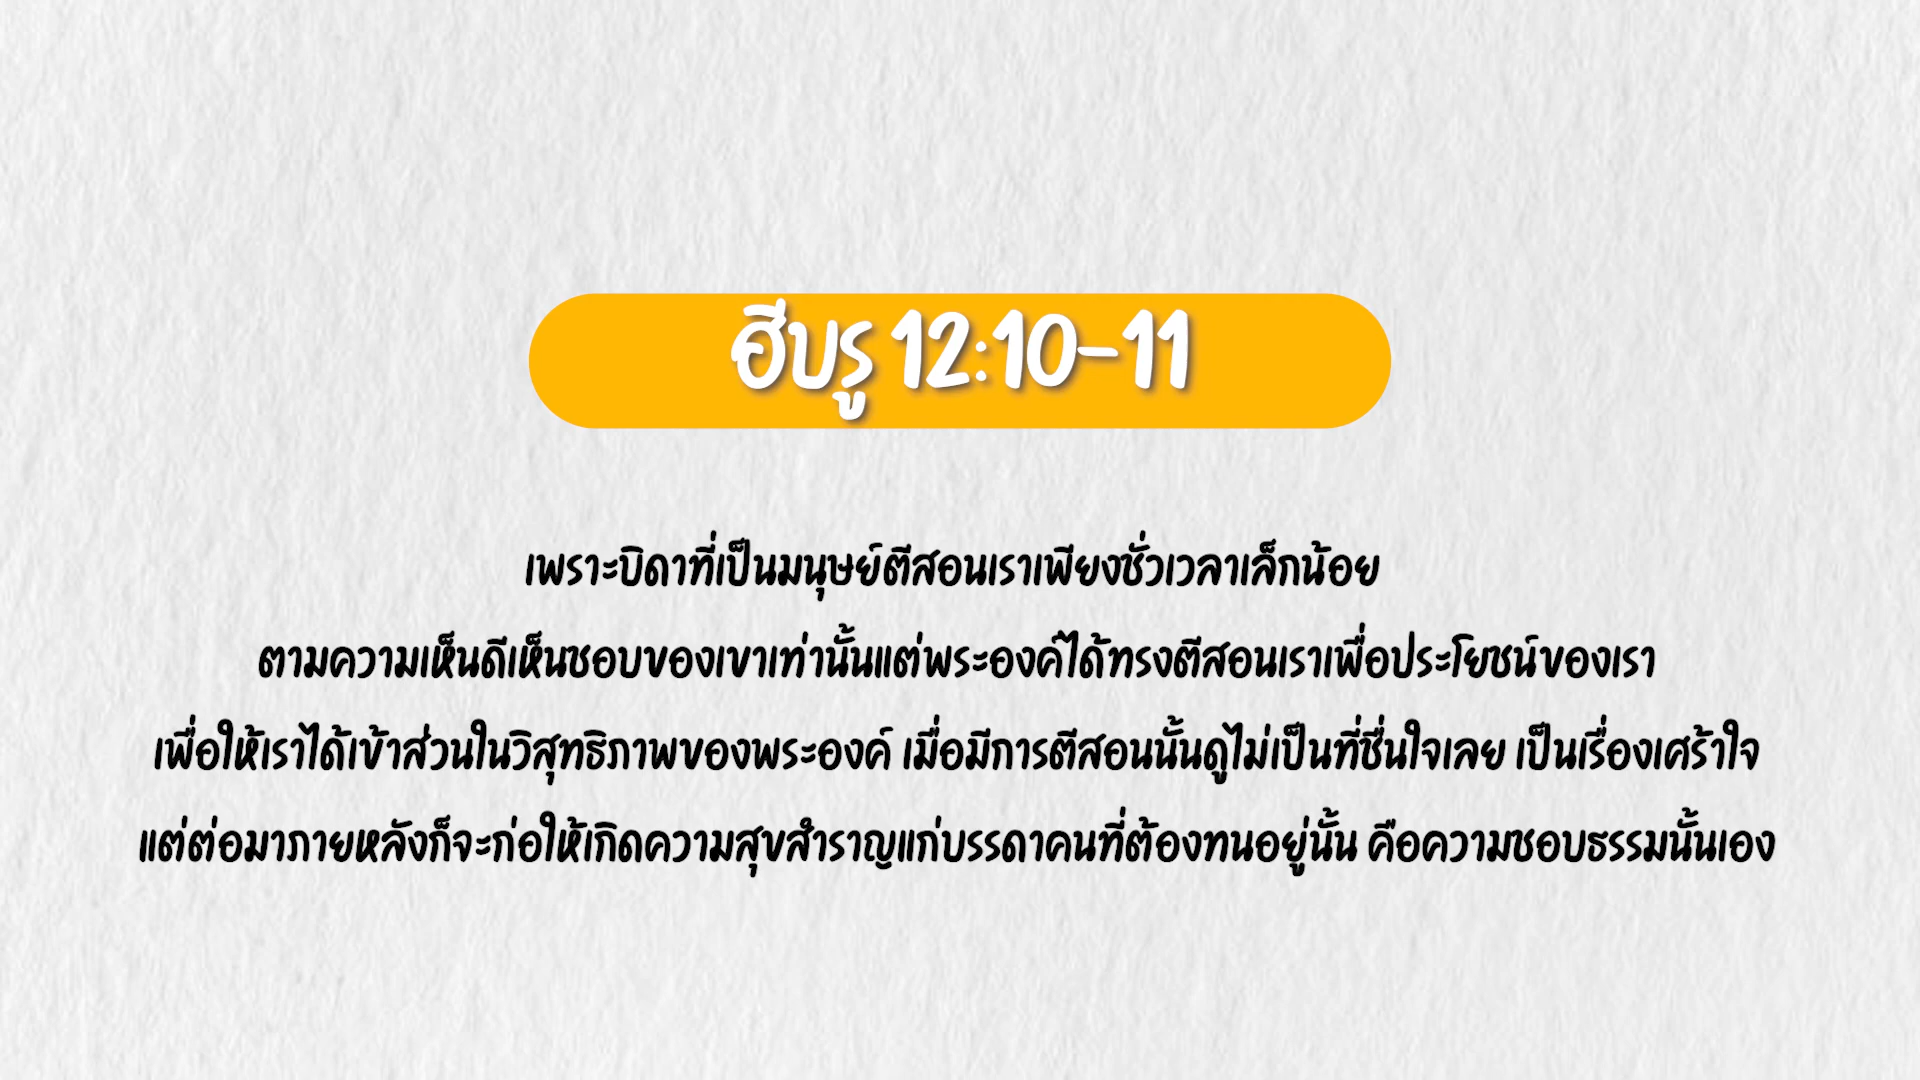 ฮีบรู 12:10-11
เพราะบิดาที่เป็นมนุษย์ตีสอนเราเพียงชั่วเวลาเล็กน้อย
ตามความเห็นดีเห็นชอบของเขาเท่านั้นแต่พระองค์ได้ทรงตีสอนเราเพื่อประโยชน์ของเรา
เพื่อให้เราได้เข้าส่วนในวิสุทธิภาพของพระองค์ เมื่อมีการตีสอนนั้นดูไม่เป็นที่ชื่นใจเลย เป็นเรื่องเศร้าใจ
แต่ต่อมาภายหลังก็จะก่อให้เกิดความสุขสำราญแก่บรรดาคนที่ต้องทนอยู่นั้น คือความชอบธรรมนั้นเอง